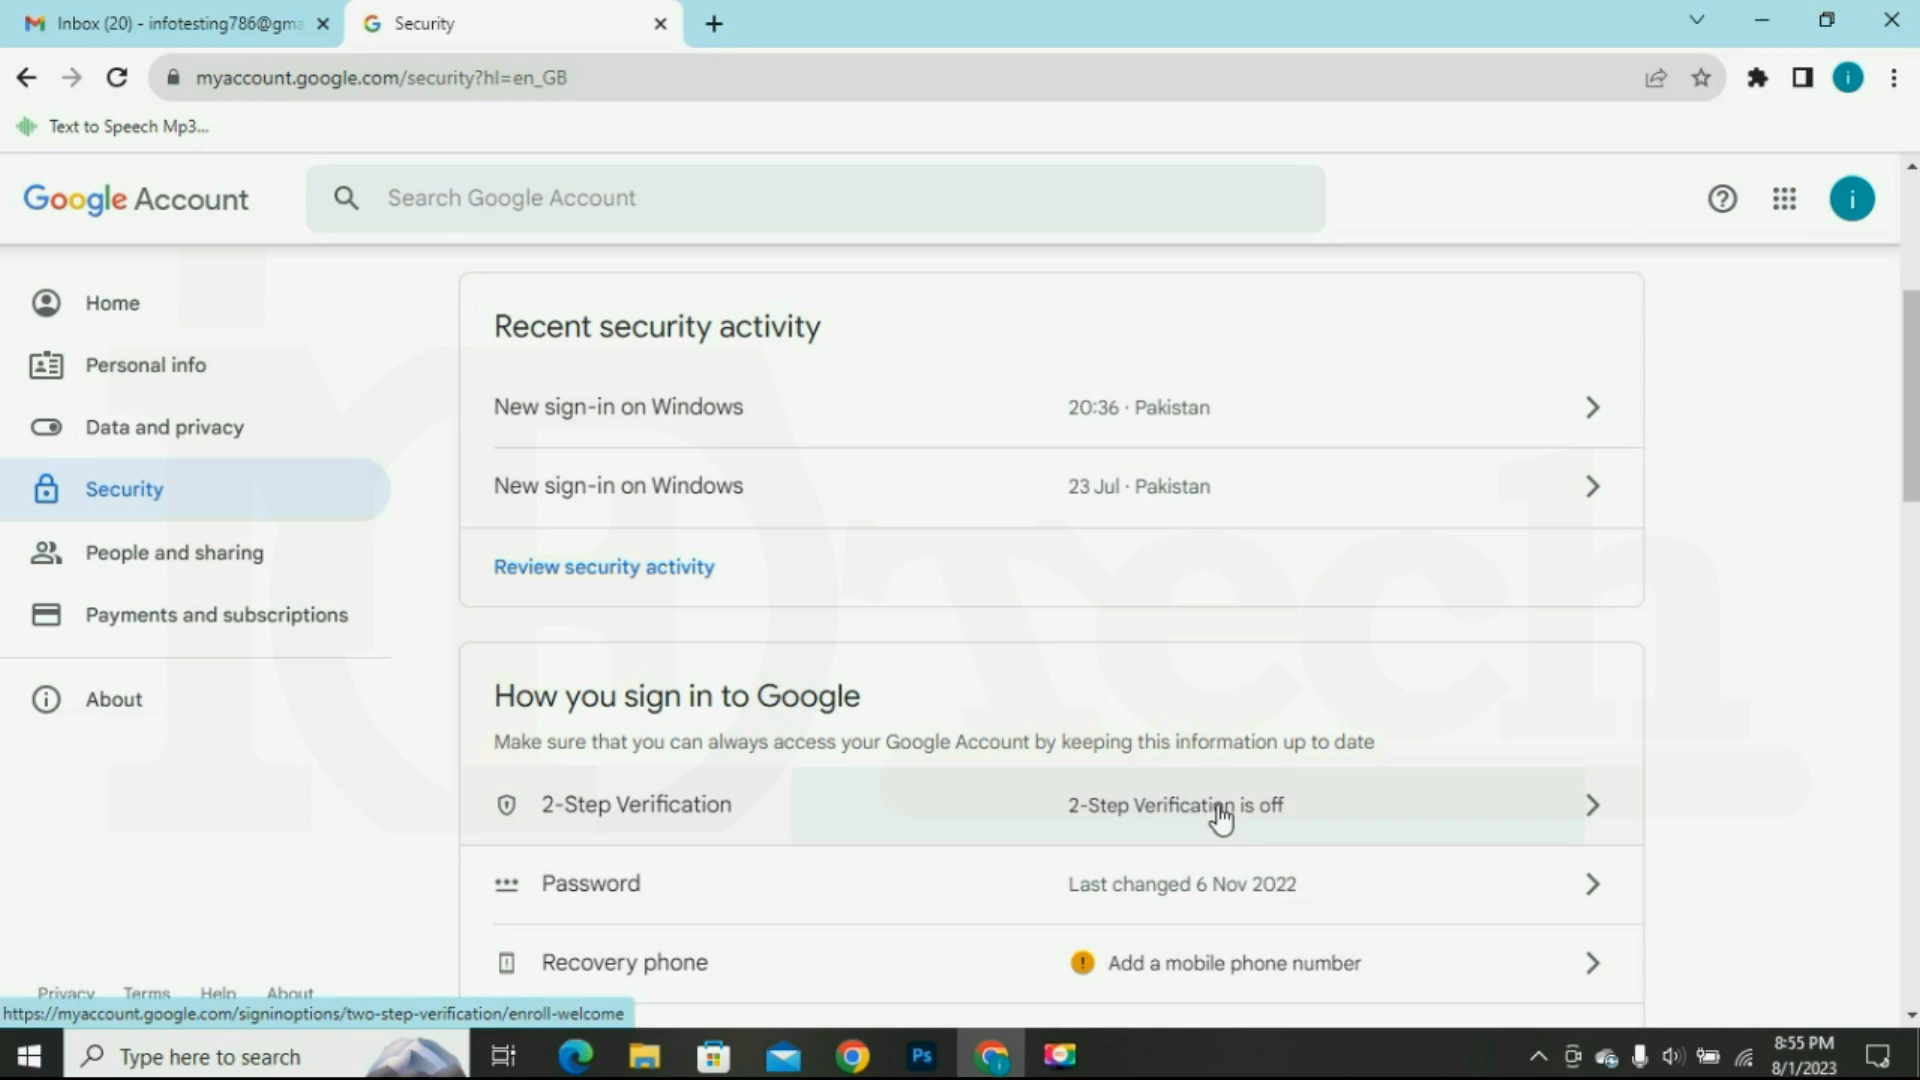 Inbox (20) - infotesting786@gma
Security
myaccount.google.com/security?hl=en_GB
i
Text to Speech Mp3...
Google Account
Search Google Account
i
Home
Personal info
Data and privacy
Security
People and sharing
Payments and subscriptions
About
Recent security activity
New sign-in on Windows
20:36 · Pakistan
New sign-in on Windows
23 Jul · Pakistan
Review security activity
How you sign in to Google
Make sure that you can always access your Google Account by keeping this information up to date
2-Step Verification
2-Step Verification is off
Password
Last changed 6 Nov 2022
Recovery phone
Add a mobile phone number
Privacy Terms Help About
https://myaccount.google.com/signinoptions/two-step-verification/enroll-welcome
Type here to search
Ps
8:55 PM
8/1/2023
Tech